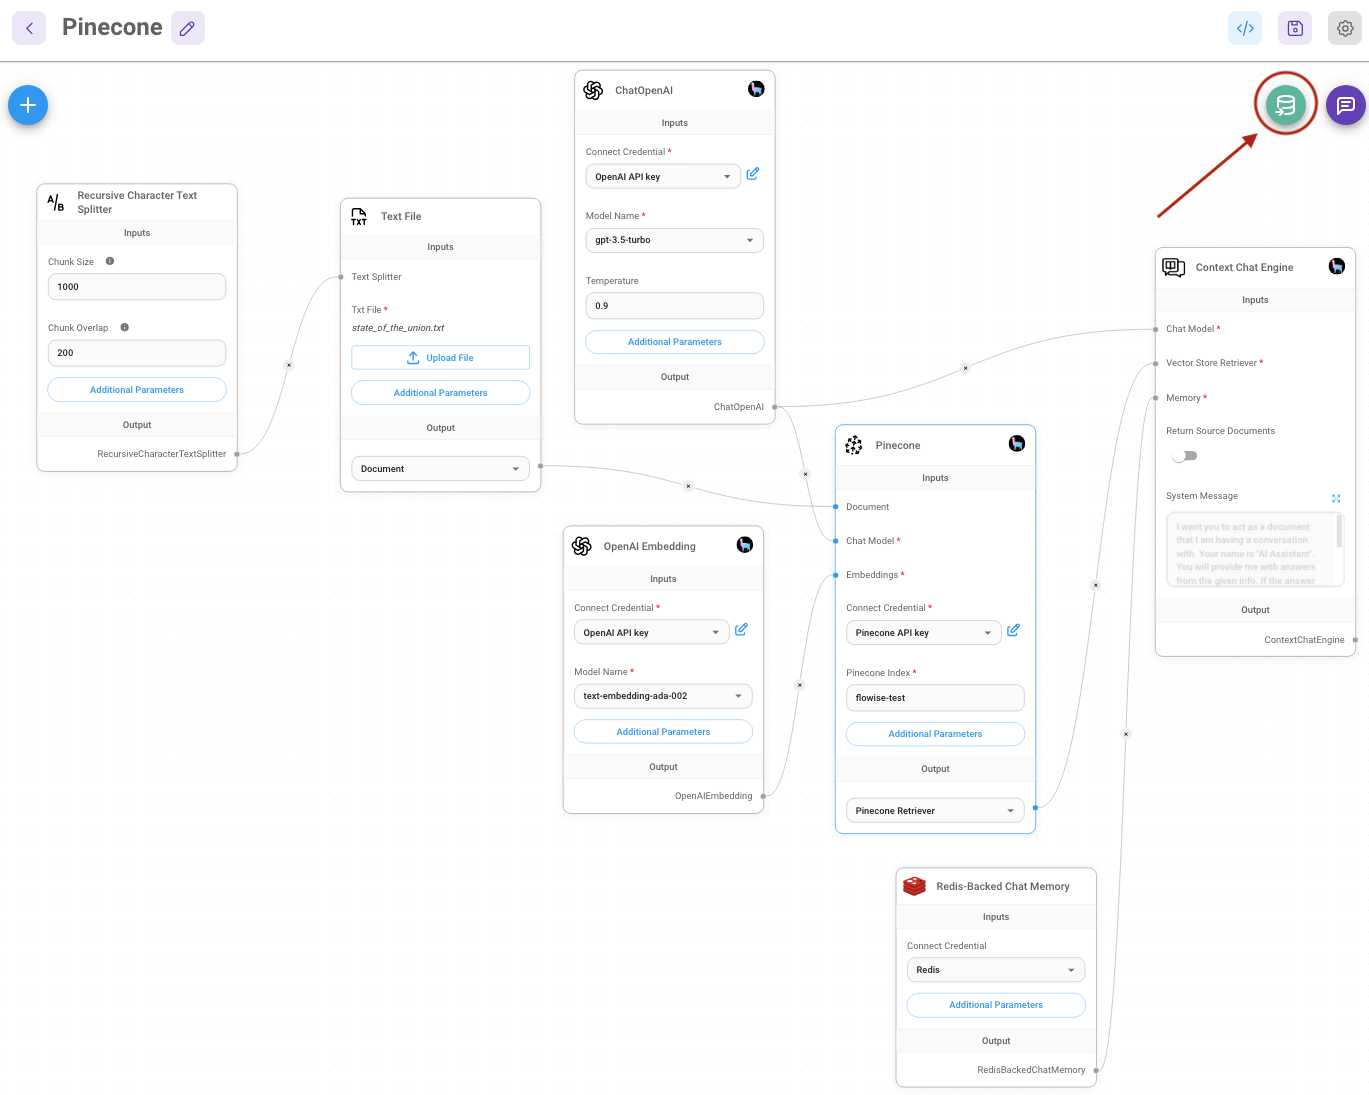 Pinecone
</>
Recursive Character Text
Splitter
Inputs
Chunk Size
1000
Chunk Overlap
200
Additional Parameters
Output
RecursiveCharacterTextSplitter
TXT
Text File
Inputs
Text Splitter
Txt File *
state_of_the_union.txt
Upload File
Additional Parameters
Output
Document
ChatOpenAI
Inputs
Connect Credential *
OpenAI API key
Model Name *
gpt-3.5-turbo
Temperature
0.9
Additional Parameters
Output
ChatOpenAI
OpenAI Embedding
Inputs
Connect Credential *
OpenAI API key
Model Name *
text-embedding-ada-002
Additional Parameters
Output
OpenAIEmbedding
Pinecone
Inputs
Document
Chat Model *
Embeddings *
Connect Credential *
Pinecone API key
Pinecone Index *
flowise-test
Additional Parameters
Output
Pinecone Retriever
Redis-Backed Chat Memory
Inputs
Connect Credential
Redis
Additional Parameters
Output
RedisBackedChatMemory
Context Chat Engine
Inputs
Chat Model *
Vector Store Retriever *
Memory *
Return Source Documents
System Message
I want you to act as a document
that I am having a conversation
with. Your name is "AI Assistant".
You will provide me with answers
from the given info. If the answer
Output
ContextChatEngine